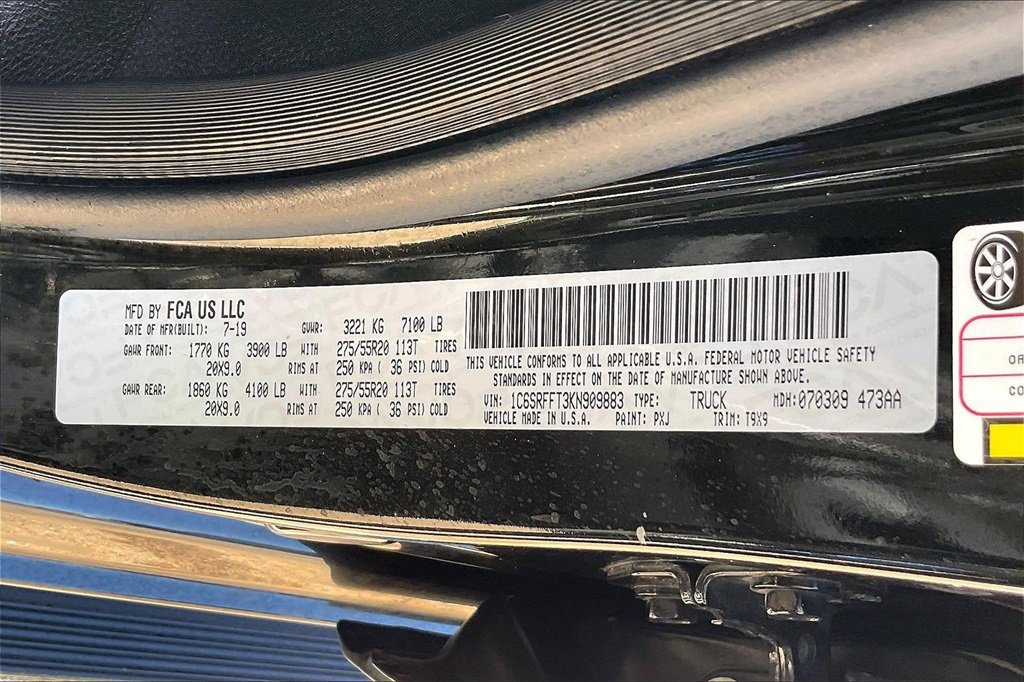 MFD BY FCA US LLC
DATE OF MFR(BUILT): 7-19 GVWR: 3221 KG 7100 LB
GAWR FRONT: 1770 KG 3900 LB WITH 275/55R20 113T TIRES
20X9.0 RIMS AT 250 KPA ( 36 PSI) COLD
GAWR REAR: 1860 KG 4100 LB WITH 275/55R20 113T TIRES
20X9.0 RIMS AT 250 KPA ( 36 PSI) COLD
THIS VEHICLE CONFORMS TO ALL APPLICABLE U.S.A. FEDERAL MOTOR VEHICLE SAFETY
STANDARDS IN EFFECT ON THE DATE OF MANUFACTURE SHOWN ABOVE.
VIN: 1C6SRFFT3KN909883 TYPE: TRUCK MDH: 070309 473AA
VEHICLE MADE IN U.S.A. PAINT: PXJ TRIM: T9X9